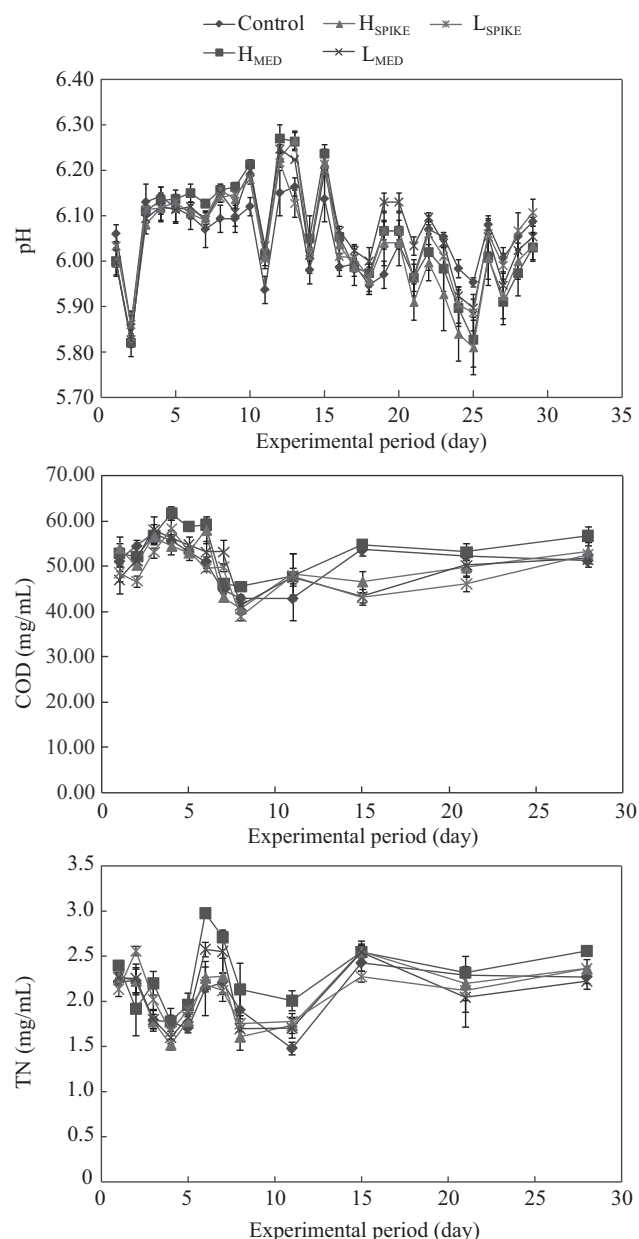 Control H_SPIKE L_SPIKE
H_MED L_MED
6.40
6.30
6.20
6.10
6.00
5.90
5.80
5.70
pH
0 5 10 15 20 25 30 35
Experimental period (day)
70.00
60.00
50.00
40.00
30.00
20.00
10.00
0.00
COD (mg/mL)
0 5 10 15 20 25 30
Experimental period (day)
3.5
3.0
2.5
2.0
1.5
1.0
0.5
0
TN (mg/mL)
0 5 10 15 20 25 30
Experimental period (day)